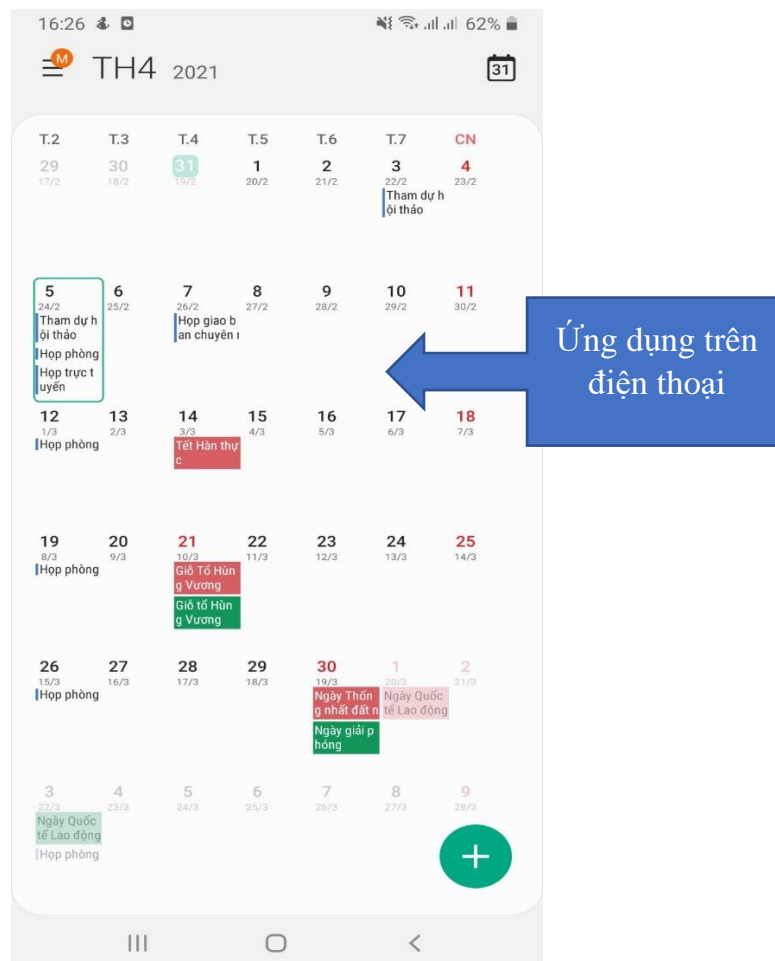 16:26 62%
M
TH4 2021 31
T.2 T.3 T.4 T.5 T.6 T.7 CN
29 30 31 1 2 3 4
17/2 18/2 19/2 20/2 21/2 22/2 23/2
Tham dự h
ội thảo
5 6 7 8 9 10 11
24/2 25/2 26/2 27/2 28/2 29/2 30/2
Tham dự h
ội thảo
Họp phòng
Họp trực t
uyến
Họp giao b
an chuyên
Ứng dụng trên
điện thoại
12 13 14 15 16 17 18
1/3 2/3 3/3 4/3 5/3 6/3 7/3
Họp phòng
Tết Hàn thự
c
19 20 21 22 23 24 25
8/3 9/3 10/3 11/3 12/3 13/3 14/3
Họp phòng
Giỗ Tổ Hùn
g Vương
Giỗ tổ Hùn
g Vương
26 27 28 29 30 1 2
15/3 16/3 17/3 18/3 19/3 20/3 21/3
Họp phòng
Ngày Thốn
g nhất đất n
Ngày giải p
hóng
Ngày Quốc
tế Lao động
3 4 5 6 7 8 9
22/3 23/3 24/3 25/3 26/3 27/3 28/3
Ngày Quốc
tế Lao động
Họp phòng